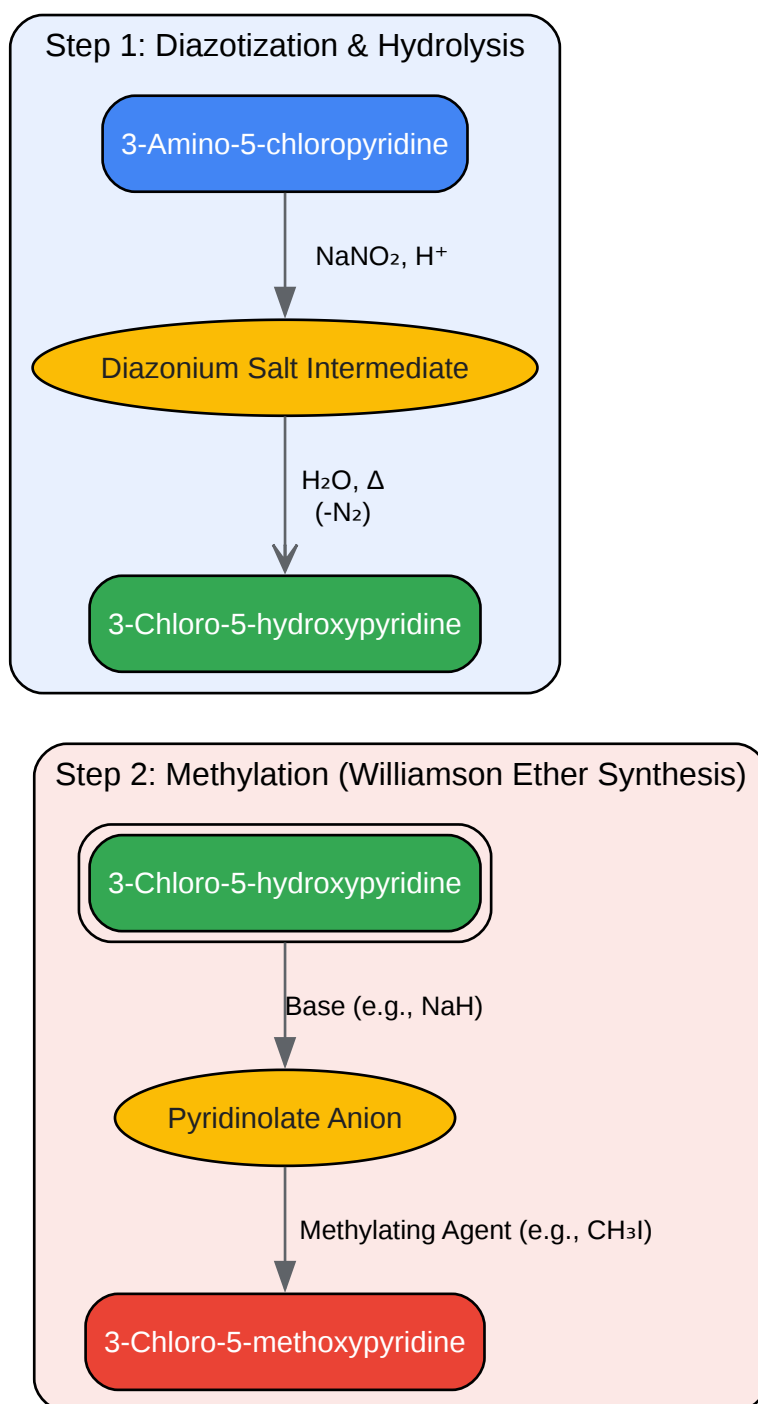 Step 1: Diazotization & Hydrolysis
3-Amino-5-chloropyridine
NaNO₂, H⁺
Diazonium Salt Intermediate
H₂O, Δ
(-N₂)
3-Chloro-5-hydroxypyridine
Step 2: Methylation (Williamson Ether Synthesis)
3-Chloro-5-hydroxypyridine
Base (e.g., NaH)
Pyridinolate Anion
Methylating Agent (e.g., CH₃I)
3-Chloro-5-methoxypyridine